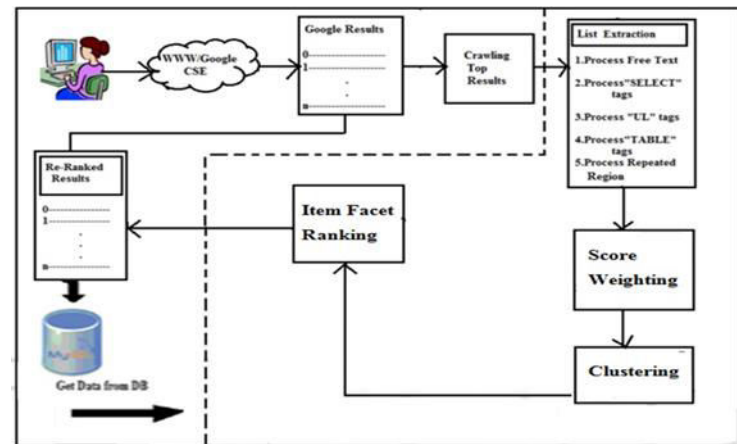 WWW/Google
CSE
Google Results
0
1
n
Crawling
Top
Results
List Extraction
1.Process Free Text
2.Process"SELECT"
tags
3.Process "UL" tags
4.Process"TABLE"
tags
5.Process Repeated
Region
Re-Ranked
Results
0
1
n
Item Facet
Ranking
Score
Weighting
Clustering
MySQL
Get Data from DB